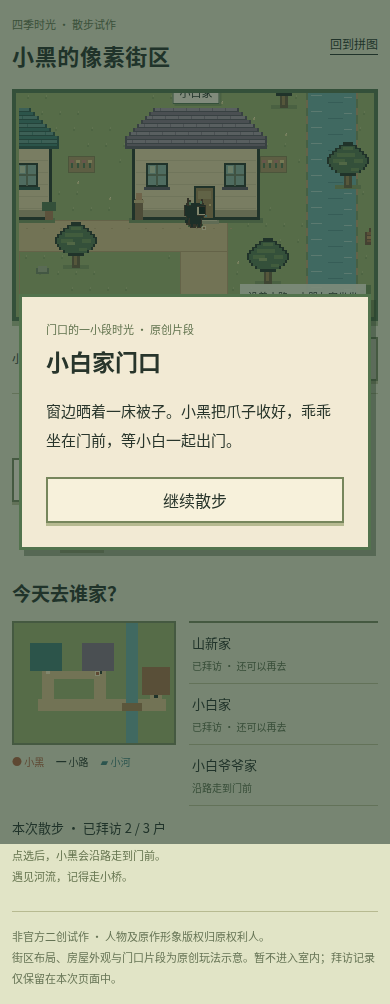 四季时光 · 散步试作
小黑的像素街区
回到拼图
小白家
门口的一小段时光 · 原创片段
小白家门口
窗边晒着一床被子。小黑把爪子收好，乖乖
坐在门前，等小白一起出门。
继续散步
今天去谁家？
山新家
已拜访 · 还可以再去
小白家
已拜访 · 还可以再去
小白爷爷家
沿路走到门前
小黑 小路 小河
本次散步 · 已拜访 2 / 3 户
点选后，小黑会沿路走到门前。
遇见河流，记得走小桥。
非官方二创试作 · 人物及原作形象版权归原权利人。
街区布局、房屋外观与门口片段为原创玩法示意。暂不进入室内；拜访记录
仅保留在本次页面中。